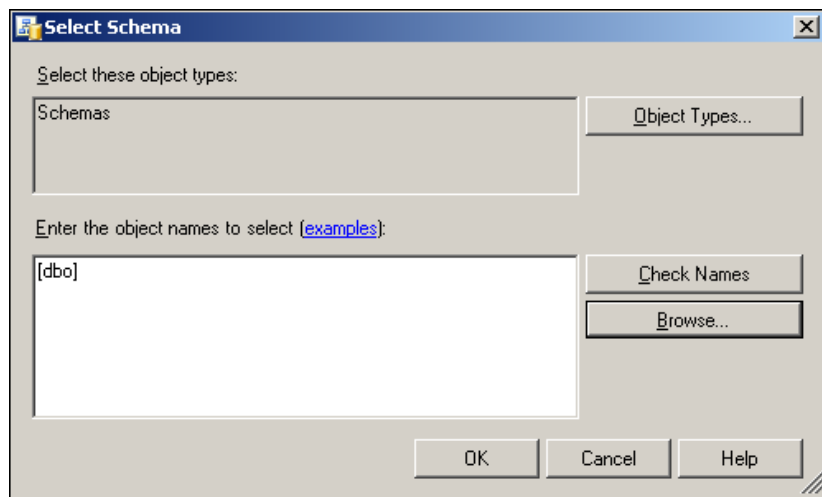 Select Schema
Select these object types:
Schemas
Object Types...
Enter the object names to select (examples):
[dbo]
Check Names
Browse...
OK
Cancel
Help